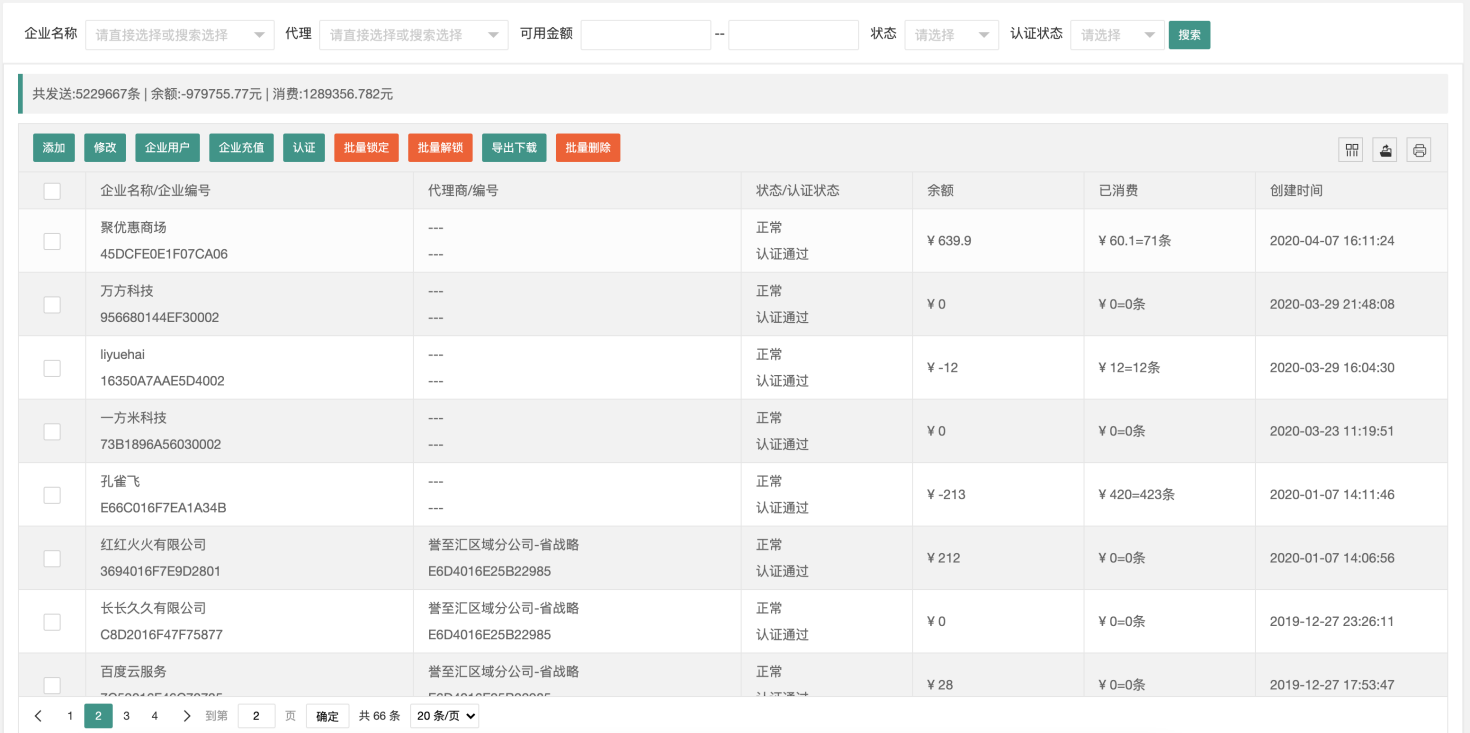 企业名称 请直接选择或搜索选择 代理 请直接选择或搜索选择 可用金额 -- 状态 请选择 认证状态 请选择 搜索
共发送:5229667条 | 余额:-979755.77元 | 消费:1289356.782元
添加 修改 企业用户 企业充值 认证 批量锁定 批量解锁 导出下载 批量删除
企业名称/企业编号 代理商/编号 状态/认证状态 余额 已消费 创建时间
聚优惠商场 --- 正常
¥ 639.9 ¥ 60.1=71条 2020-04-07 16:11:24
45DCFE0E1F07CA06 --- 认证通过
万方科技 --- 正常
¥ 0 ¥ 0=0条 2020-03-29 21:48:08
956680144EF30002 --- 认证通过
liyuehai --- 正常
¥ -12 ¥ 12=12条 2020-03-29 16:04:30
16350A7AAE5D4002 --- 认证通过
一方米科技 --- 正常
¥ 0 ¥ 0=0条 2020-03-23 11:19:51
73B1896A56030002 --- 认证通过
孔雀飞 --- 正常
¥ -213 ¥ 420=423条 2020-01-07 14:11:46
E66C016F7EA1A34B --- 认证通过
红红火火有限公司 誉至汇区域分公司-省战略 正常
¥ 212 ¥ 0=0条 2020-01-07 14:06:56
3694016F7E9D2801 E6D4016E25B22985 认证通过
长长久久有限公司 誉至汇区域分公司-省战略 正常
¥ 0 ¥ 0=0条 2019-12-27 23:26:11
C8D2016F47F75877 E6D4016E25B22985 认证通过
百度云服务 誉至汇区域分公司-省战略 正常
¥ 28 ¥ 0=0条 2019-12-27 17:53:47
1 2 3 4 到第 2 页 确定 共 66 条 20 条/页